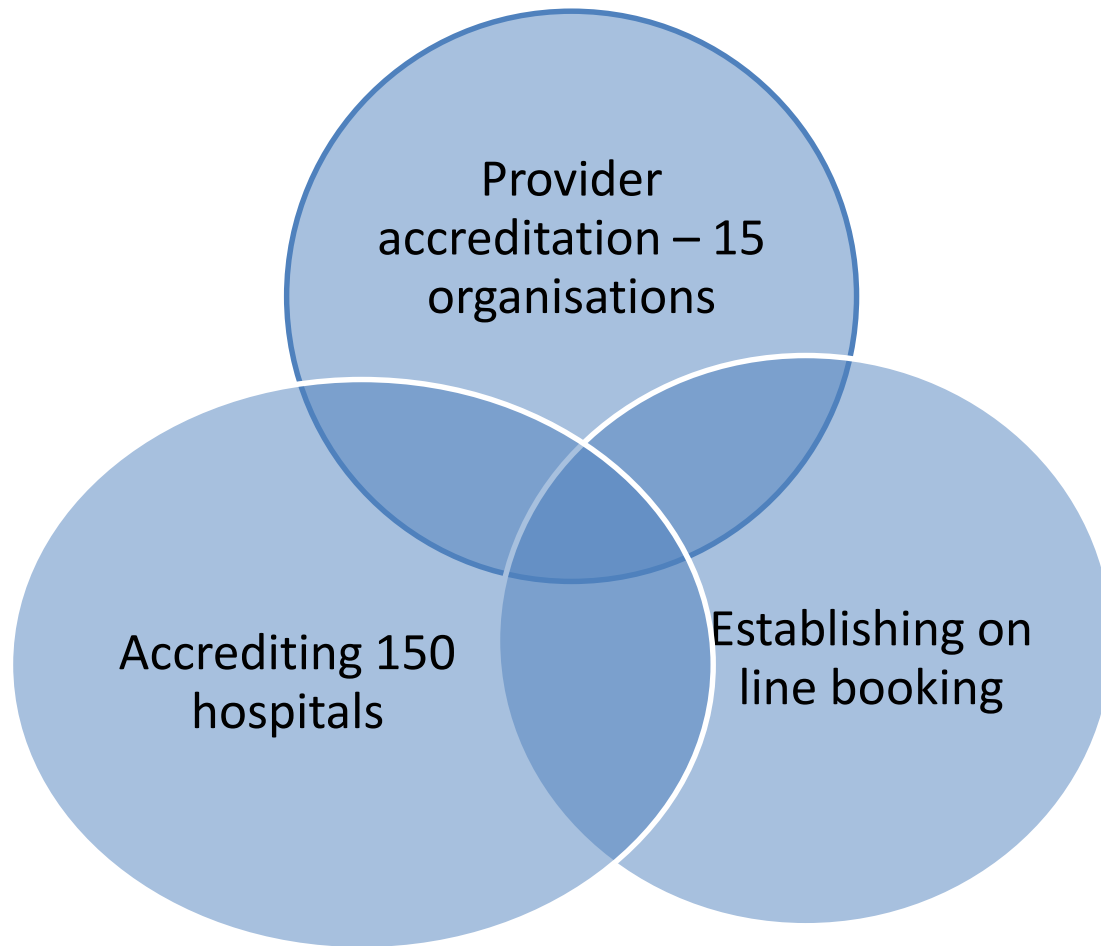 Provider
accreditation – 15
organisations
Accrediting 150
hospitals
Establishing on
line booking